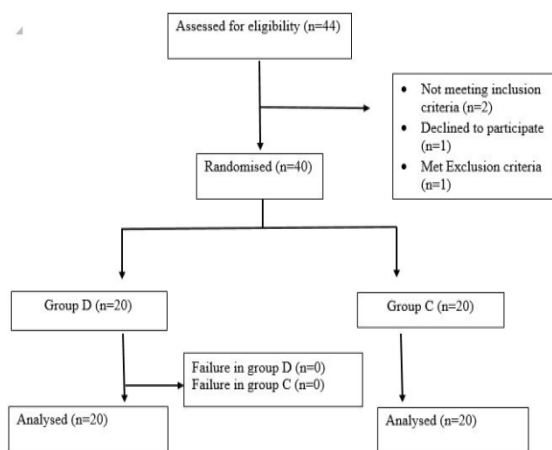 Assessed for eligibility (n=44)
• Not meeting inclusion
criteria (n=2)
• Declined to participate
(n=1)
• Met Exclusion criteria
(n=1)
Randomised (n=40)
Group D (n=20)
Group C (n=20)
Failure in group D (n=0)
Failure in group C (n=0)
Analysed (n=20)
Analysed (n=20)